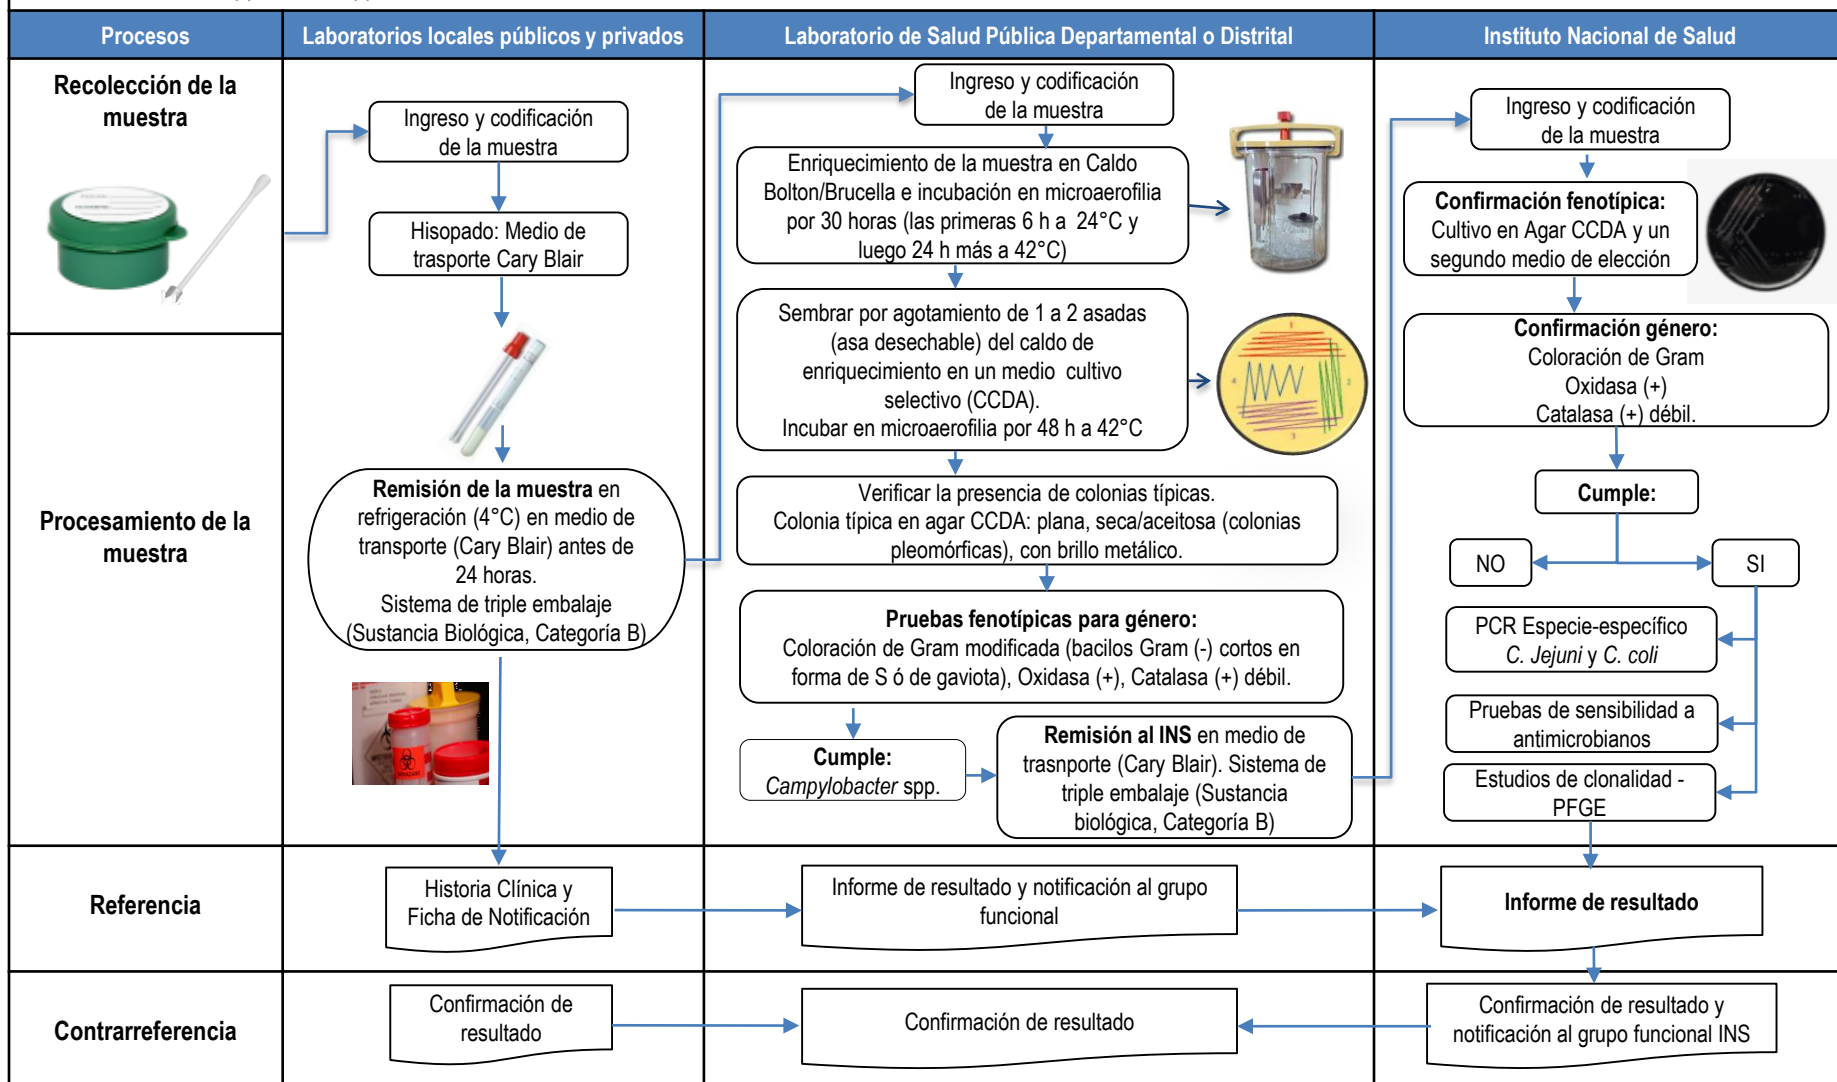 Procesos
Laboratorios locales públicos y privados
Laboratorio de Salud Pública Departamental o Distrital
Instituto Nacional de Salud
Recolección de la
muestra
Ingreso y codificación
de la muestra
Hisopado: Medio de
trasporte Cary Blair
Procesamiento de la
muestra
Remisión de la muestra en
refrigeración (4°C) en medio de
transporte (Cary Blair) antes de
24 horas.
Sistema de triple embalaje
(Sustancia Biológica, Categoría B)
Ingreso y codificación
de la muestra
Enriquecimiento de la muestra en Caldo
Bolton/Brucella e incubación en microaerofilia
por 30 horas (las primeras 6 h a 24°C y
luego 24 h más a 42°C)
Sembrar por agotamiento de 1 a 2 asadas
(asa desechable) del caldo de
enriquecimiento en un medio cultivo
selectivo (CCDA).
Incubar en microaerofilia por 48 h a 42°C
1
2
3
4
Verificar la presencia de colonias típicas.
Colonia típica en agar CCDA: plana, seca/aceitosa (colonias
pleomórficas), con brillo metálico.
Pruebas fenotípicas para género:
Coloración de Gram modificada (bacilos Gram (-) cortos en
forma de S ó de gaviota), Oxidasa (+), Catalasa (+) débil.
Cumple:
Campylobacter spp.
Remisión al INS en medio de
trasnporte (Cary Blair). Sistema de
triple embalaje (Sustancia
biológica, Categoría B)
Ingreso y codificación
de la muestra
Confirmación fenotípica:
Cultivo en Agar CCDA y un
segundo medio de elección
Confirmación género:
Coloración de Gram
Oxidasa (+)
Catalasa (+) débil.
Cumple:
NO
SI
PCR Especie-específico
C. Jejuni y C. coli
Pruebas de sensibilidad a
antimicrobianos
Estudios de clonalidad -
PFGE
Referencia
Historia Clínica y
Ficha de Notificación
Informe de resultado y notificación al grupo
funcional
Informe de resultado
Contrarreferencia
Confirmación de
resultado
Confirmación de resultado
Confirmación de resultado y
notificación al grupo funcional INS